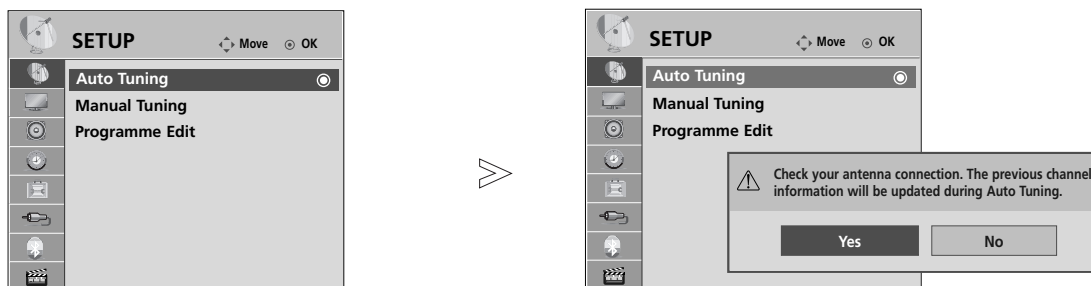 SETUP Move OK
Auto Tuning
Manual Tuning
Programme Edit
SETUP Move OK
Auto Tuning
Manual Tuning
Programme Edit
Check your antenna connection. The previous channel
information will be updated during Auto Tuning.
Yes No